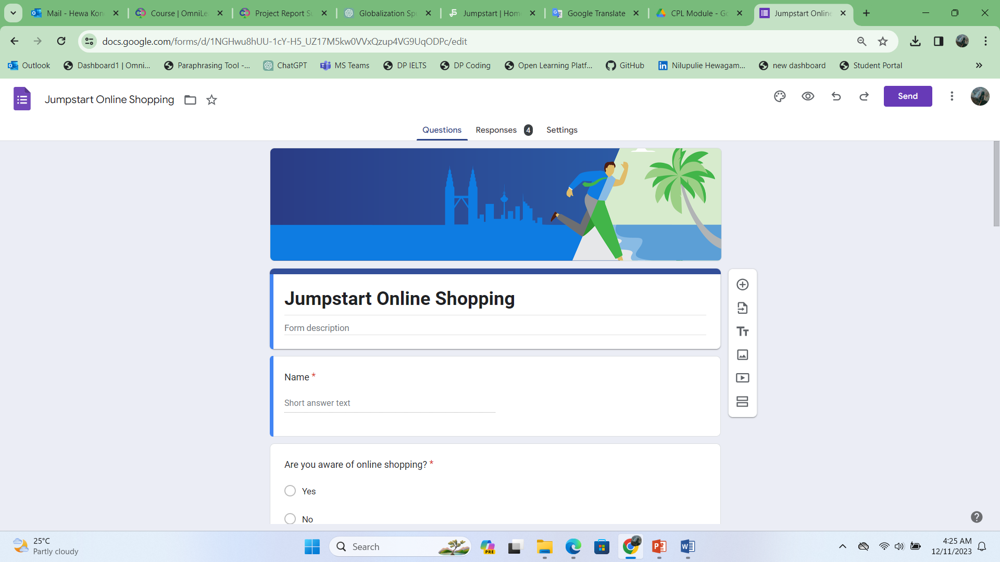 Mail - Hewa Kon
Course | OmniLe
Project Report Su
Globalization Spu
Jumpstart | Hom
Google Translate
CPL Module - Go
Jumpstart Online
docs.google.com/forms/d/1NGHwu8hUU-1cY-H5_UZ17M5kw0VVxQzup4VG9UqODPc/edit
Outlook
Dashboard1 | Omni...
Paraphrasing Tool -...
ChatGPT
MS Teams
DP IELTS
DP Coding
Open Learning Platf...
GitHub
Nilupulie Hewagam...
new dashboard
Student Portal
Jumpstart Online Shopping
Send
Questions
Responses 4
Settings
Jumpstart Online Shopping
Form description
Name *
Short answer text
Are you aware of online shopping? *
Yes
No
25°C
Partly cloudy
Search
PRE
4:25 AM
12/11/2023